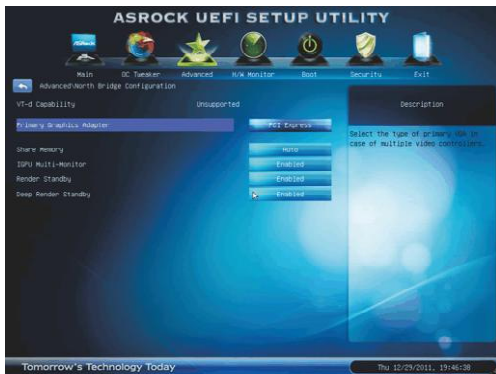 ASROCK UEFI SETUP UTILITY
ASRock
Main OC Tweaker Advanced H/W Monitor Boot Security Exit
Advanced\North Bridge Configuration
VT-d Capability Unsupported
Description
Primary Graphics Adapter PCI Express
Select the type of primary VGA in
case of multiple video controllers.
Share Memory Auto
IGPU Multi-Monitor Enabled
Render Standby Enabled
Deep Render Standby Enabled
Tomorrow's Technology Today
Thu 12/29/2011, 19:46:38